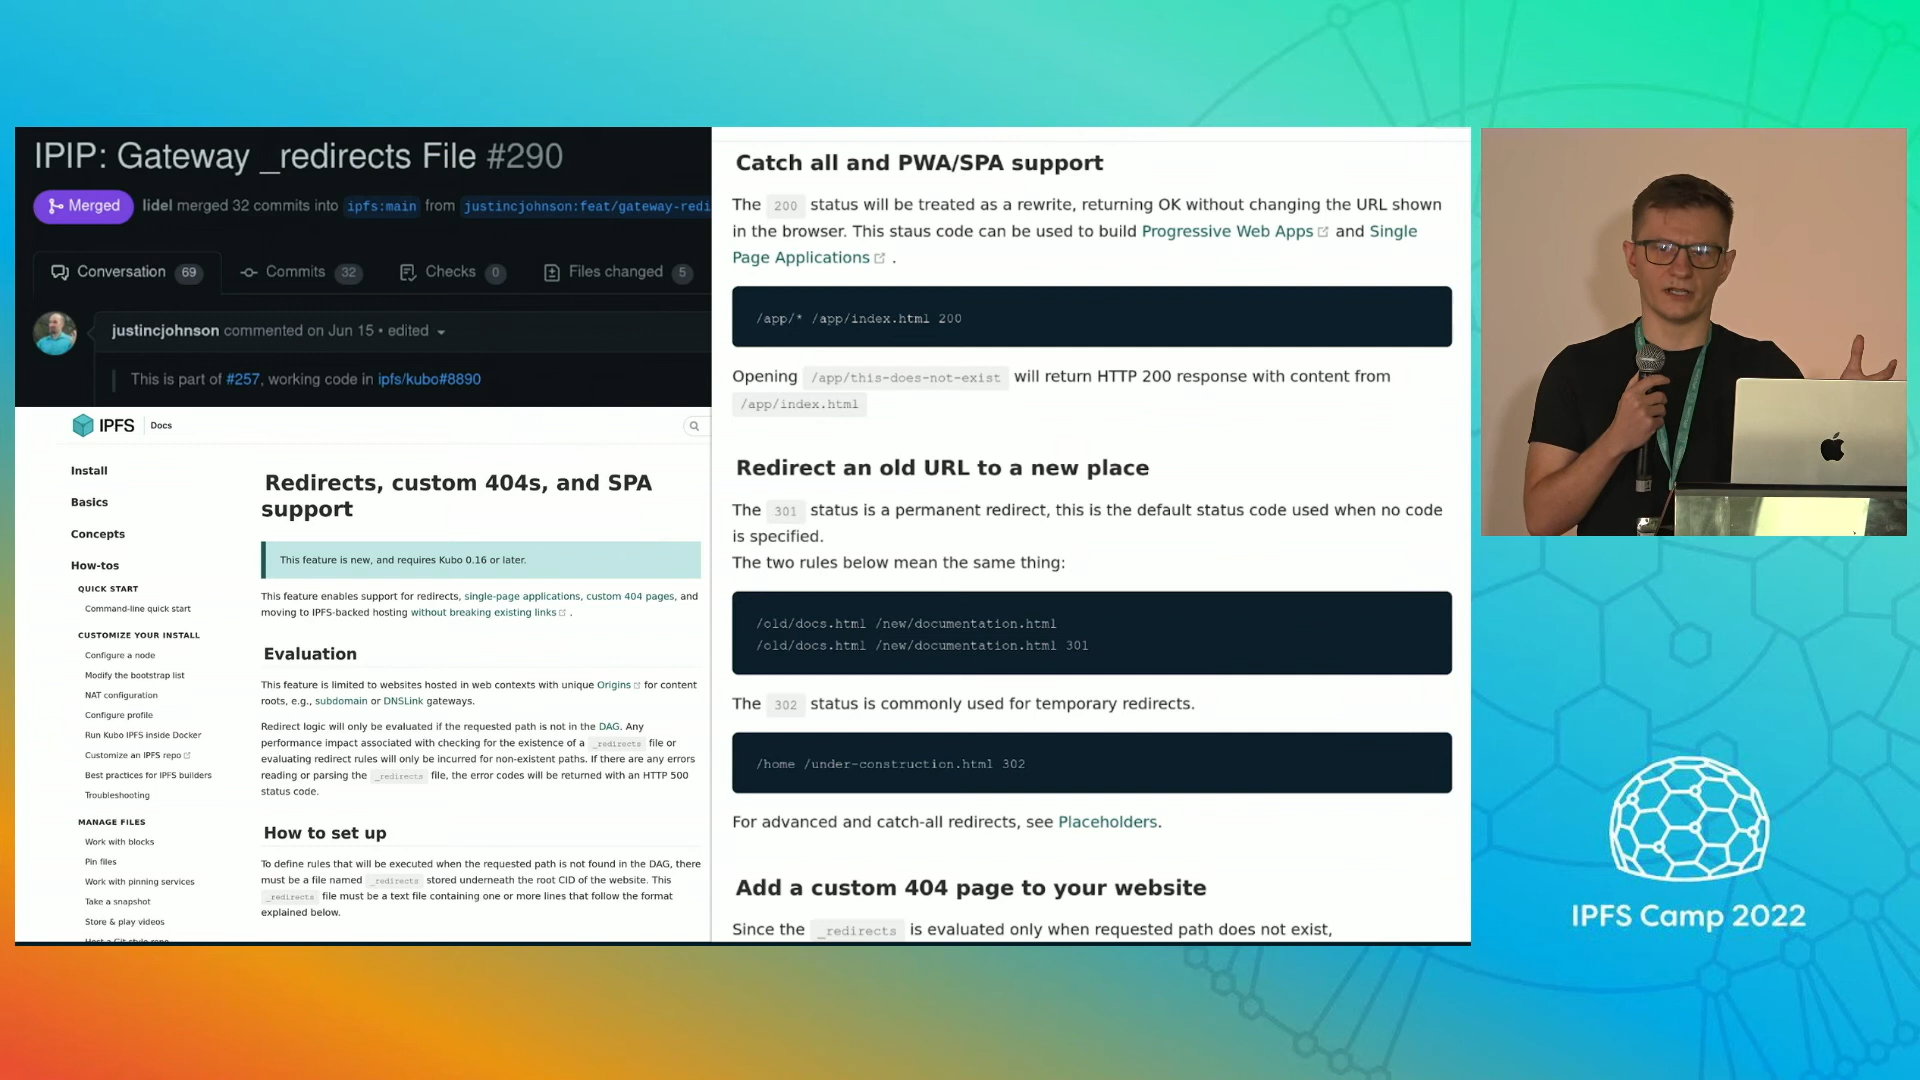 IPIP: Gateway _redirects File #290
Merged lidel merged 32 commits into ipfs:main from justincjohnson:feat/gateway-redi
Conversation 69 Commits 32 Checks 0 Files changed 5
justincjohnson commented on Jun 15 • edited
This is part of #257, working code in ipfs/kubo#8890
IPFS Docs
Install
Basics
Concepts
How-tos
QUICK START
Command-line quick start
CUSTOMIZE YOUR INSTALL
Configure a node
Modify the bootstrap list
NAT configuration
Configure profile
Run Kubo IPFS inside Docker
Customize an IPFS repo
Best practices for IPFS builders
Troubleshooting
MANAGE FILES
Work with blocks
Pin files
Work with pinning services
Take a snapshot
Store & play videos
Host a Git-style repo
Redirects, custom 404s, and SPA
support
This feature is new, and requires Kubo 0.16 or later.
This feature enables support for redirects, single-page applications, custom 404 pages, and
moving to IPFS-backed hosting without breaking existing links .
Evaluation
This feature is limited to websites hosted in web contexts with unique Origins for content
roots, e.g., subdomain or DNSLink gateways.
Redirect logic will only be evaluated if the requested path is not in the DAG. Any
performance impact associated with checking for the existence of a _redirects file or
evaluating redirect rules will only be incurred for non-existent paths. If there are any errors
reading or parsing the _redirects file, the error codes will be returned with an HTTP 500
status code.
How to set up
To define rules that will be executed when the requested path is not found in the DAG, there
must be a file named _redirects stored underneath the root CID of the website. This
_redirects file must be a text file containing one or more lines that follow the format
explained below.
Catch all and PWA/SPA support
The 200 status will be treated as a rewrite, returning OK without changing the URL shown
in the browser. This staus code can be used to build Progressive Web Apps and Single
Page Applications .
/app/* /app/index.html 200
Opening /app/this-does-not-exist will return HTTP 200 response with content from
/app/index.html
Redirect an old URL to a new place
The 301 status is a permanent redirect, this is the default status code used when no code
is specified.
The two rules below mean the same thing:
/old/docs.html /new/documentation.html
/old/docs.html /new/documentation.html 301
The 302 status is commonly used for temporary redirects.
/home /under-construction.html 302
For advanced and catch-all redirects, see Placeholders.
Add a custom 404 page to your website
Since the _redirects is evaluated only when requested path does not exist,
IPFS Camp 2022